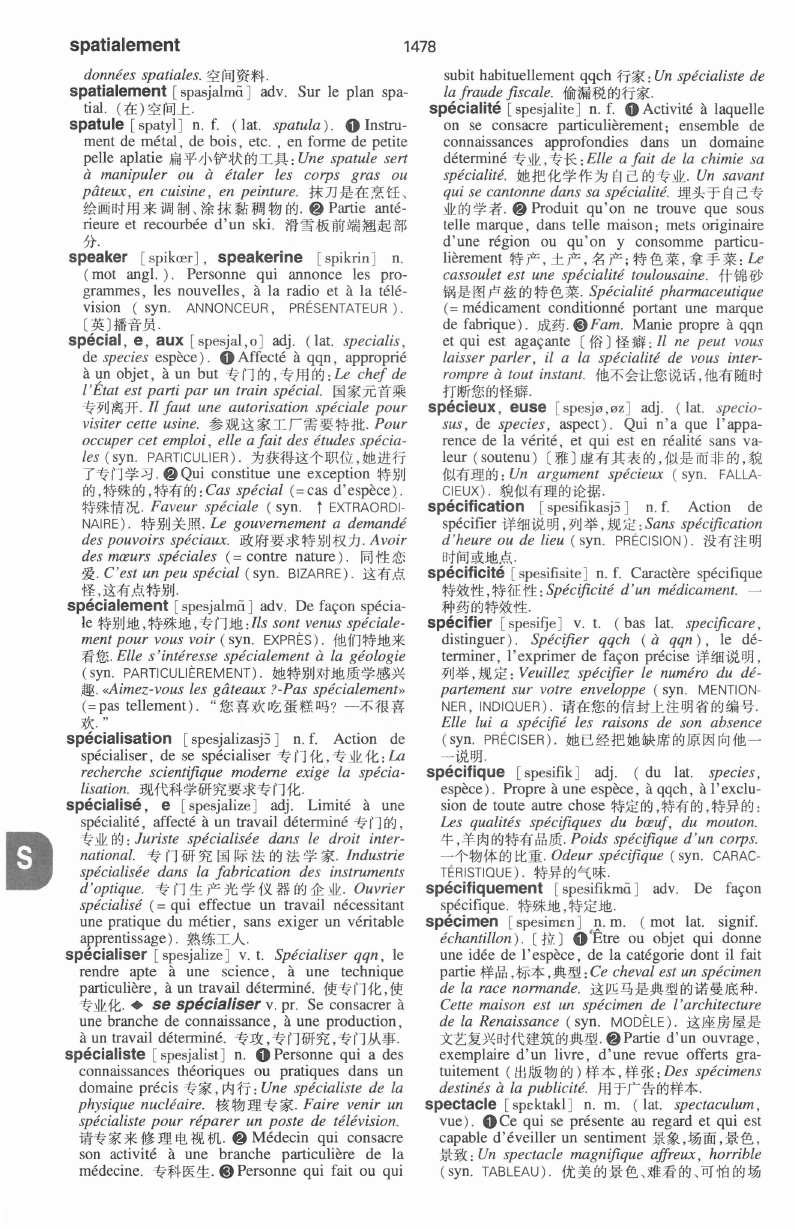 spatialement
1478
données spatiales. 空间资料.
spatialement [spasjalmɑ̃] adv. Sur le plan spa-
tial. (在)空间上.
spatule [spatyl] n. f. (lat. spatula). ❶ Instru-
ment de métal, de bois, etc. , en forme de petite
pelle aplatie 扁平小铲状的工具:Une spatule sert
à manipuler ou à étaler les corps gras ou
pâteux, en cuisine, en peinture. 抹刀是在烹饪、
绘画时用来调制、涂抹黏稠物的. ❷ Partie anté-
rieure et recourbée d'un ski. 滑雪板前端翘起部
分.
speaker [spikœr], speakerine [spikrin] n.
(mot angl. ). Personne qui annonce les pro-
grammes, les nouvelles, à la radio et à la télé-
vision ( syn. ANNONCEUR, PRÉSENTATEUR ).
〔英〕播音员.
spécial, e, aux [spesjal,o] adj. (lat. specialis,
de species espèce). ❶Affecté à qqn, approprié
à un objet, à un but 专门的,专用的:Le chef de
l'État est parti par un train spécial. 国家元首乘
专列离开. Il faut une autorisation spéciale pour
visiter cette usine. 参观这家工厂需要特批. Pour
occuper cet emploi, elle a fait des études spécia-
les (syn. PARTICULIER). 为获得这个职位,她进行
了专门学习. ❷Qui constitue une exception 特别
的,特殊的,特有的:Cas spécial (=cas d'espèce).
特殊情况. Faveur spéciale (syn. ↑ EXTRAORDI-
NAIRE). 特别关照. Le gouvernement a demandé
des pouvoirs spéciaux. 政府要求特别权力. Avoir
des mœurs spéciales (= contre nature). 同性恋
爱. C'est un peu spécial (syn. BIZARRE). 这有点
怪,这有点特别.
spécialement [spesjalmɑ̃] adv. De façon spécia-
le 特别地,特殊地,专门地:Ils sont venus spéciale-
ment pour vous voir (syn. EXPRÈS). 他们特地来
看您. Elle s'intéresse spécialement à la géologie
(syn. PARTICULIÈREMENT). 她特别对地质学感兴
趣. «Aimez-vous les gâteaux ?-Pas spécialement»
(=pas tellement). “您喜欢吃蛋糕吗? —不很喜
欢.”
spécialisation [spesjalizasjɔ̃] n. f. Action de
spécialiser, de se spécialiser 专门化,专业化:La
recherche scientifique moderne exige la spécia-
lisation. 现代科学研究要求专门化.
spécialisé, e [spesjalize] adj. Limité à une
spécialité, affecté à un travail déterminé 专门的,
专业的:Juriste spécialisée dans le droit inter-
national. 专门研究国际法的法学家. Industrie
spécialisée dans la fabrication des instruments
d'optique. 专门生产光学仪器的企业. Ouvrier
spécialisé (= qui effectue un travail nécessitant
une pratique du métier, sans exiger un véritable
apprentissage). 熟练工人.
spécialiser [spesjalize] v. t. Spécialiser qqn, le
rendre apte à une science, à une technique
particulière, à un travail déterminé. 使专门化,使
专业化. ◆ se spécialiser v. pr. Se consacrer à
une branche de connaissance, à une production,
à un travail déterminé. 专攻,专门研究,专门从事.
spécialiste [spesjalist] n. ❶Personne qui a des
connaissances théoriques ou pratiques dans un
domaine précis 专家,内行:Une spécialiste de la
physique nucléaire. 核物理专家. Faire venir un
spécialiste pour réparer un poste de télévision.
请专家来修理电视机. ❷ Médecin qui consacre
son activité à une branche particulière de la
médecine. 专科医生. ❸Personne qui fait ou qui
S
subit habituellement qqch 行家:Un spécialiste de
la fraude fiscale. 偷漏税的行家.
spécialité [spesjalite] n. f. ❶Activité à laquelle
on se consacre particulièrement; ensemble de
connaissances approfondies dans un domaine
déterminé 专业,专长:Elle a fait de la chimie sa
spécialité. 她把化学作为自己的专业. Un savant
qui se cantonne dans sa spécialité. 埋头于自己专
业的学者. ❷ Produit qu'on ne trouve que sous
telle marque, dans telle maison; mets originaire
d'une région ou qu'on y consomme particu-
lièrement 特产,土产,名产;特色菜,拿手菜: Le
cassoulet est une spécialité toulousaine. 什锦砂
锅是图卢兹的特色菜. Spécialité pharmaceutique
(= médicament conditionné portant une marque
de fabrique). 成药. ❸Fam. Manie propre à qqn
et qui est agaçante 〔俗〕怪癖: Il ne peut vous
laisser parler, il a la spécialité de vous inter-
rompre à tout instant. 他不会让您说话,他有随时
打断您的怪癖.
spécieux, euse [spesjø,øz] adj. (lat. specio-
sus, de species, aspect). Qui n'a que l'appa-
rence de la vérité, et qui est en réalité sans va-
leur (soutenu)〔雅〕虚有其表的,似是而非的,貌
似有理的: Un argument spécieux (syn. FALLA-
CIEUX). 貌似有理的论据.
spécification [spesifikasjɔ̃] n. f. Action de
spécifier 详细说明,列举,规定:Sans spécification
d'heure ou de lieu (syn. PRÉCISION). 没有注明
时间或地点.
spécificité [spesifisite] n. f. Caractère spécifique
特效性,特征性:Spécificité d'un médicament. 一
种药的特效性.
spécifier [spesifje] v. t. (bas lat. specificare,
distinguer). Spécifier qqch (à qqn), le dé-
terminer, l'exprimer de façon précise 详细说明,
列举,规定:Veuillez spécifier le numéro du dé-
partement sur votre enveloppe (syn. MENTION-
NER, INDIQUER). 请在您的信封上注明省的编号.
Elle lui a spécifié les raisons de son absence
(syn. PRÉCISER). 她已经把她缺席的原因向他一
一说明.
spécifique [spesifik] adj. (du lat. species,
espèce). Propre à une espèce, à qqch, à l'exclu-
sion de toute autre chose 特定的,特有的,特异的:
Les qualités spécifiques du bœuf, du mouton.
牛,羊肉的特有品质. Poids spécifique d'un corps.
一个物体的比重. Odeur spécifique (syn. CARAC-
TÉRISTIQUE). 特异的气味.
spécifiquement [spesifikmɑ̃] adv. De façon
spécifique. 特殊地,特定地.
spécimen [spesimɛn] n. m. (mot lat. signif.
échantillon).〔拉〕❶Être ou objet qui donne
une idée de l'espèce, de la catégorie dont il fait
partie 样品,标本,典型:Ce cheval est un spécimen
de la race normande. 这匹马是典型的诺曼底种.
Cette maison est un spécimen de l'architecture
de la Renaissance (syn. MODÈLE). 这座房屋是
文艺复兴时代建筑的典型. ❷Partie d'un ouvrage,
exemplaire d'un livre, d'une revue offerts gra-
tuitement (出版物的)样本,样张:Des spécimens
destinés à la publicité. 用于广告的样本.
spectacle [spɛktakl] n. m. (lat. spectaculum,
vue). ❶Ce qui se présente au regard et qui est
capable d'éveiller un sentiment 景象,场面,景色,
景致:Un spectacle magnifique affreux, horrible
(syn. TABLEAU). 优美的景色、难看的、可怕的场